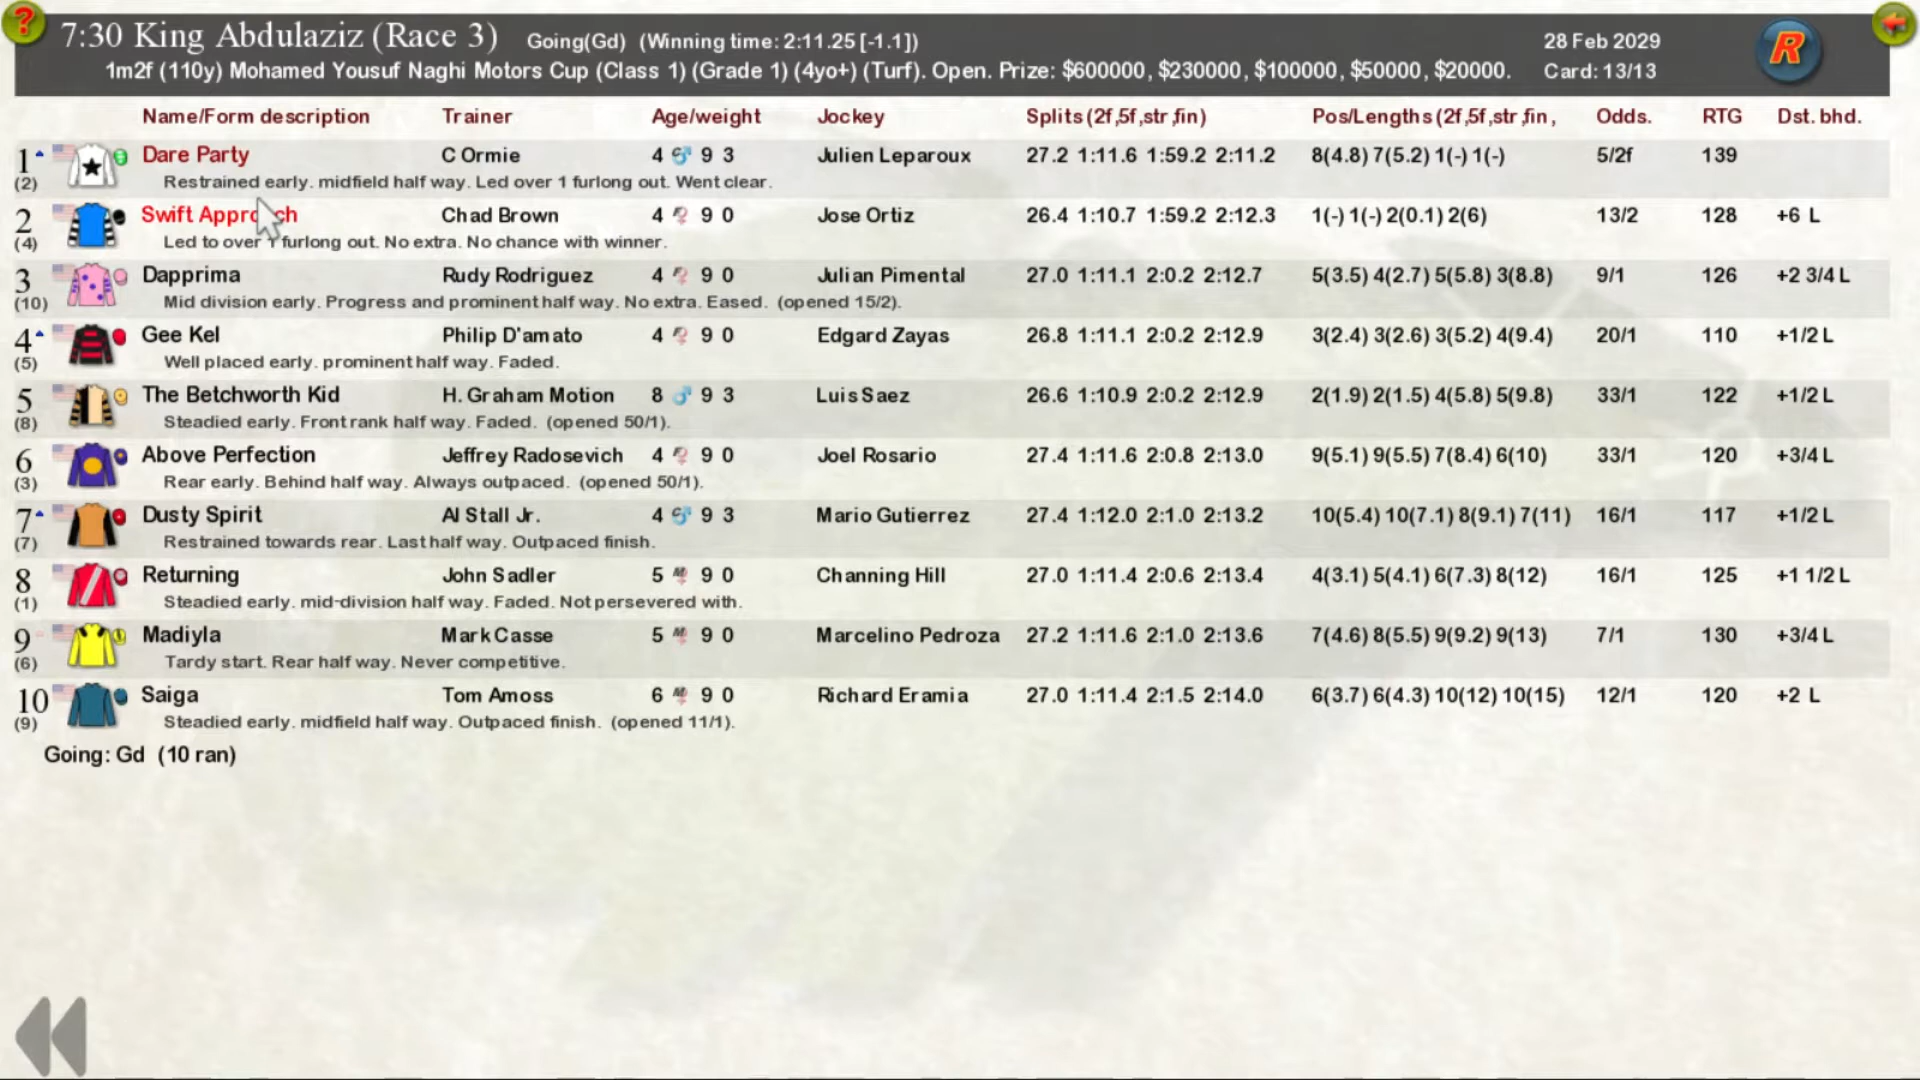 ? 7:30 King Abdulaziz (Race 3) Going(Gd) (Winning time: 2:11.25 [-1.1]) 28 Feb 2029 R
1m2f (110y) Mohamed Yousuf Naghi Motors Cup (Class 1) (Grade 1) (4yo+) (Turf). Open. Prize: $600000, $230000, $100000, $50000, $20000. Card: 13/13
Name/Form description Trainer Age/weight Jockey Splits (2f,5f,str,fin) Pos/Lengths (2f,5f,str,fin, Odds. RTG Dst. bhd.
1 Dare Party C Ormie 4 9 3 Julien Leparoux 27.2 1:11.6 1:59.2 2:11.2 8(4.8) 7(5.2) 1(-) 1(-) 5/2f 139
(2) Restrained early. midfield half way. Led over 1 furlong out. Went clear.
2 Swift Approach Chad Brown 4 9 0 Jose Ortiz 26.4 1:10.7 1:59.2 2:12.3 1(-) 1(-) 2(0.1) 2(6) 13/2 128 +6 L
(4) Led to over 1 furlong out. No extra. No chance with winner.
3 Dapprima Rudy Rodriguez 4 9 0 Julian Pimental 27.0 1:11.1 2:0.2 2:12.7 5(3.5) 4(2.7) 5(5.8) 3(8.8) 9/1 126 +2 3/4 L
(10) Mid division early. Progress and prominent half way. No extra. Eased. (opened 15/2).
4 Gee Kel Philip D'amato 4 9 0 Edgard Zayas 26.8 1:11.1 2:0.2 2:12.9 3(2.4) 3(2.6) 3(5.2) 4(9.4) 20/1 110 +1/2 L
(5) Well placed early. prominent half way. Faded.
5 The Betchworth Kid H. Graham Motion 8 9 3 Luis Saez 26.6 1:10.9 2:0.2 2:12.9 2(1.9) 2(1.5) 4(5.8) 5(9.8) 33/1 122 +1/2 L
(8) Steadied early. Front rank half way. Faded. (opened 50/1).
6 Above Perfection Jeffrey Radosevich 4 9 0 Joel Rosario 27.4 1:11.6 2:0.8 2:13.0 9(5.1) 9(5.5) 7(8.4) 6(10) 33/1 120 +3/4 L
(3) Rear early. Behind half way. Always outpaced. (opened 50/1).
7 Dusty Spirit Al Stall Jr. 4 9 3 Mario Gutierrez 27.4 1:12.0 2:1.0 2:13.2 10(5.4) 10(7.1) 8(9.1) 7(11) 16/1 117 +1/2 L
(7) Restrained towards rear. Last half way. Outpaced finish.
8 Returning John Sadler 5 9 0 Channing Hill 27.0 1:11.4 2:0.6 2:13.4 4(3.1) 5(4.1) 6(7.3) 8(12) 16/1 125 +1 1/2 L
(1) Steadied early. mid-division half way. Faded. Not persevered with.
9 Madiyla Mark Casse 5 9 0 Marcelino Pedroza 27.2 1:11.6 2:1.0 2:13.6 7(4.6) 8(5.5) 9(9.2) 9(13) 7/1 130 +3/4 L
(6) Tardy start. Rear half way. Never competitive.
10 Saiga Tom Amoss 6 9 0 Richard Eramia 27.0 1:11.4 2:1.5 2:14.0 6(3.7) 6(4.3) 10(12) 10(15) 12/1 120 +2 L
(9) Steadied early. midfield half way. Outpaced finish. (opened 11/1).
Going: Gd (10 ran)